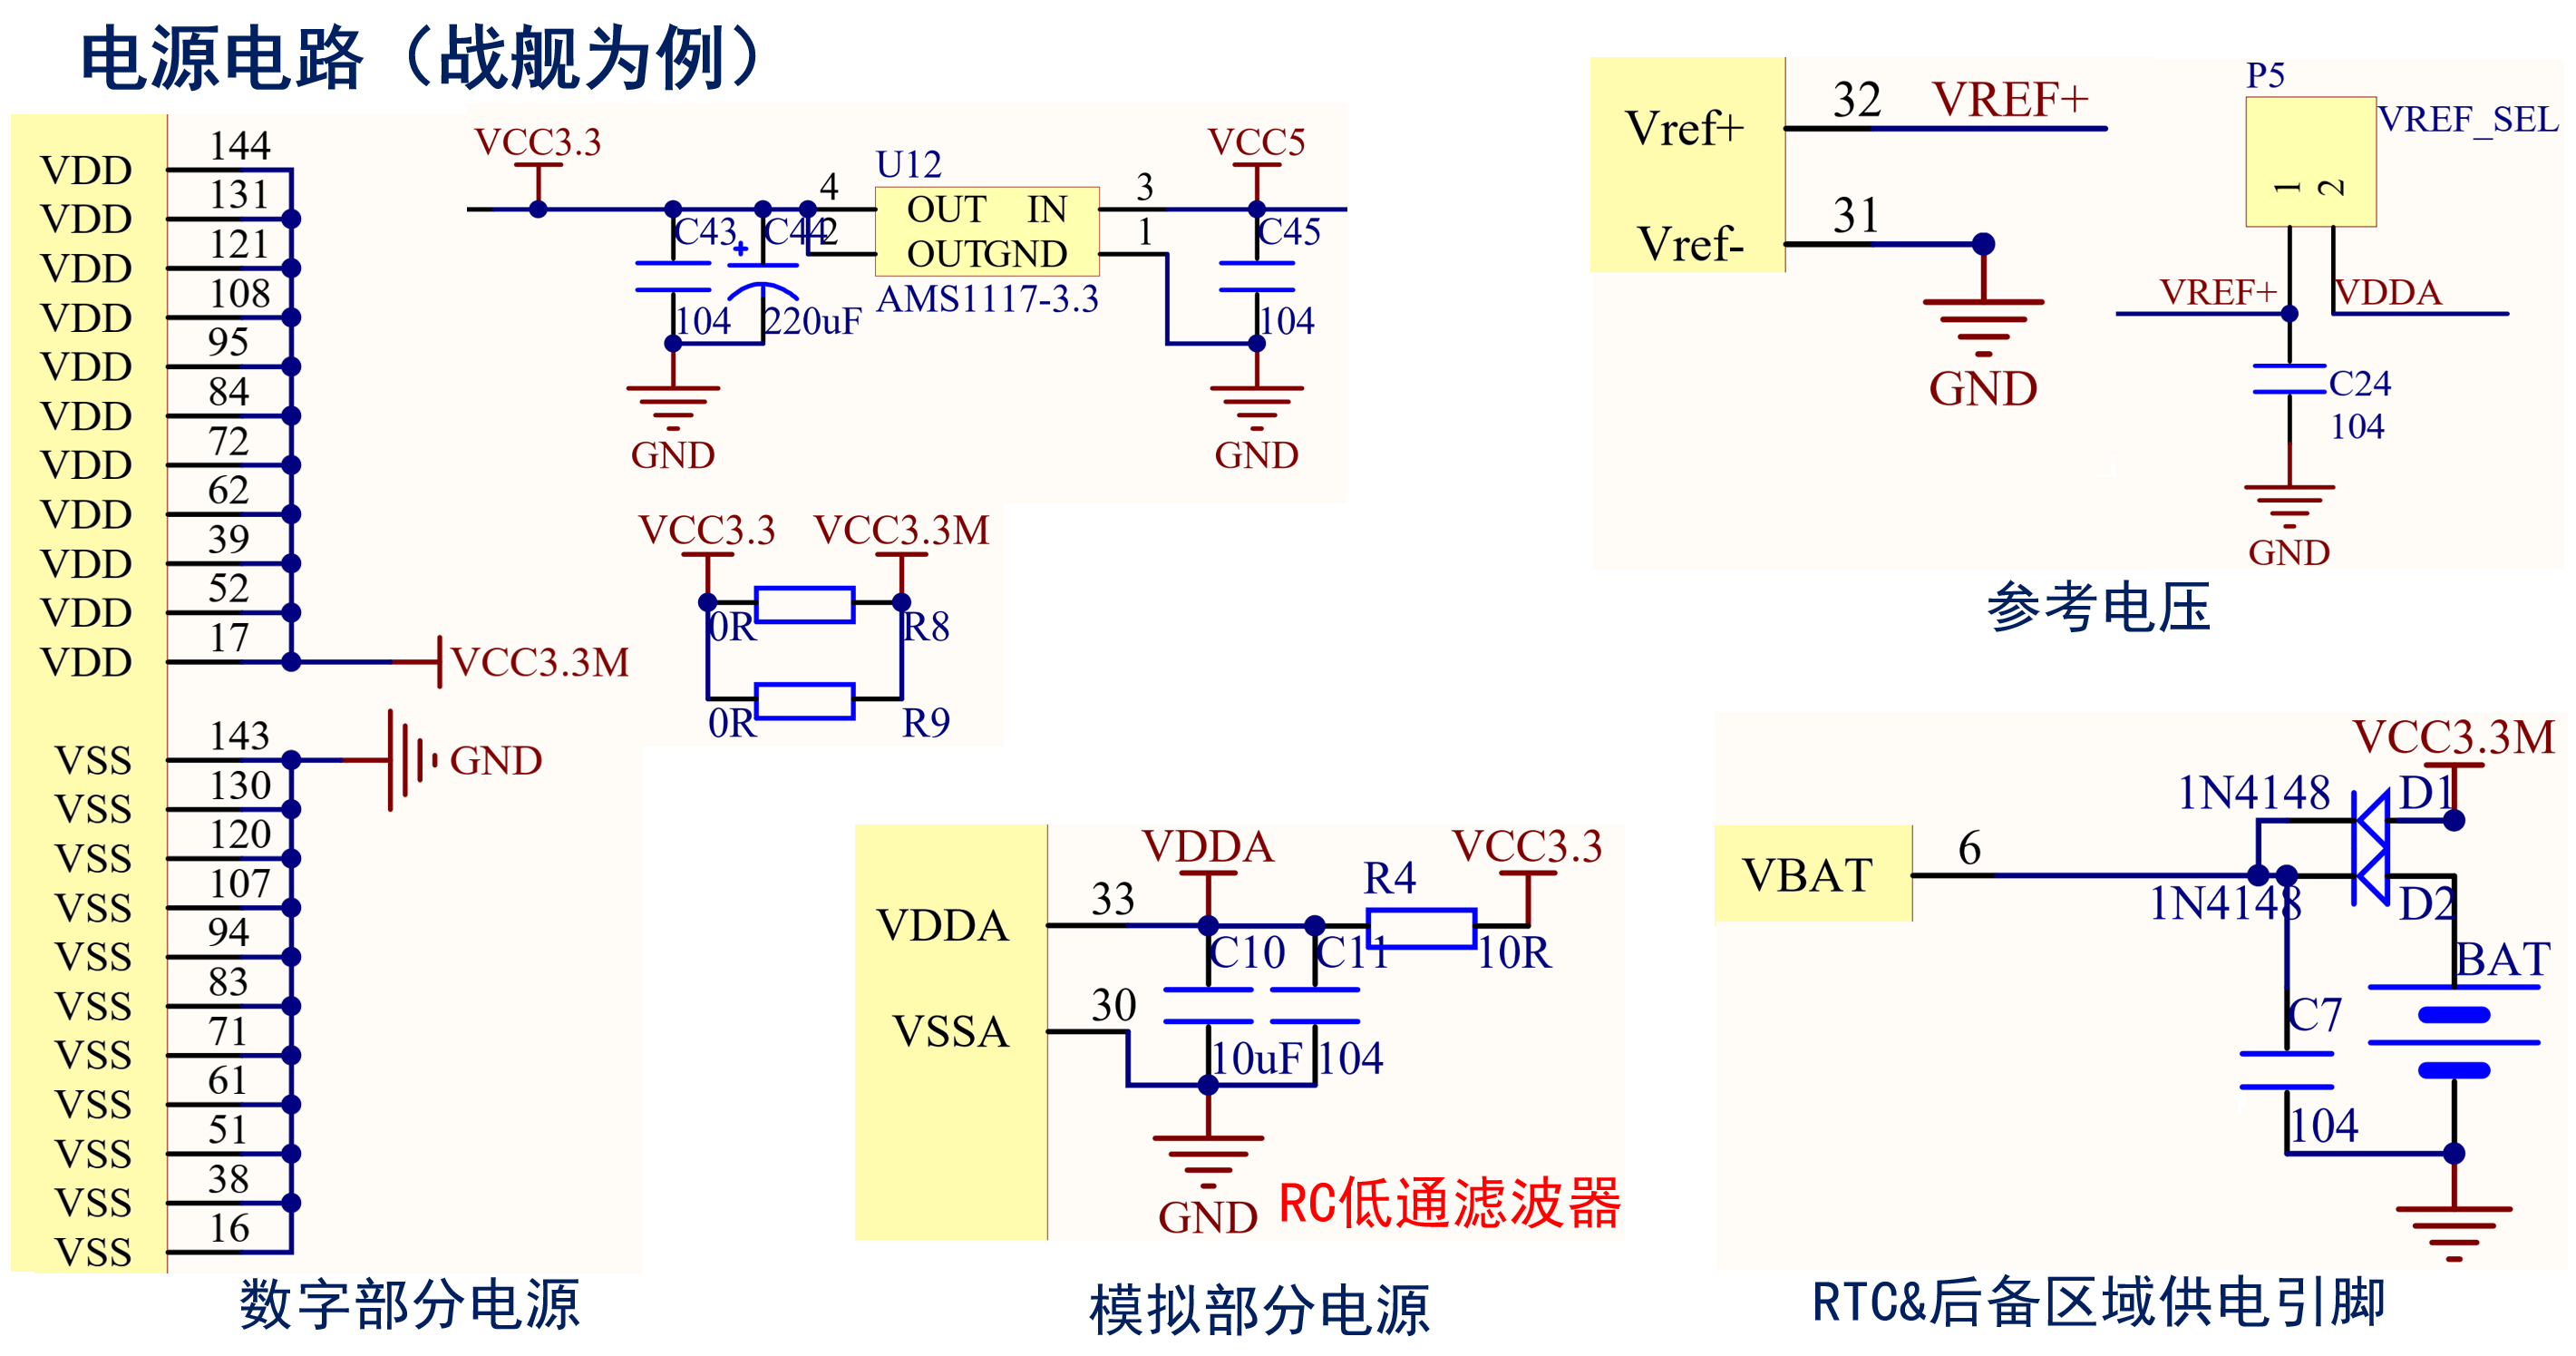 电源电路（战舰为例）
VDD 144
VDD 131
VDD 121
VDD 108
VDD 95
VDD 84
VDD 72
VDD 62
VDD 39
VDD 52
VDD 17 VCC3.3M
VSS 143 GND
VSS 130
VSS 120
VSS 107
VSS 94
VSS 83
VSS 71
VSS 61
VSS 51
VSS 38
VSS 16
数字部分电源
VCC3.3 VCC5
U12
4 OUT IN 3
C43 + C44 2 OUT GND 1 C45
104 220uF AMS1117-3.3 104
GND GND
VCC3.3 VCC3.3M
0R R8
0R R9
VDDA VCC3.3
R4
VDDA 33
C10 C11 10R
VSSA 30
10uF 104
GND
RC低通滤波器
模拟部分电源
P5
Vref+ 32 VREF+ VREF_SEL
1 2
Vref- 31
VREF+ VDDA
GND C24
104
GND
参考电压
VCC3.3M
1N4148 D1
VBAT 6
1N4148 D2
BAT
C7
104
RTC&后备区域供电引脚